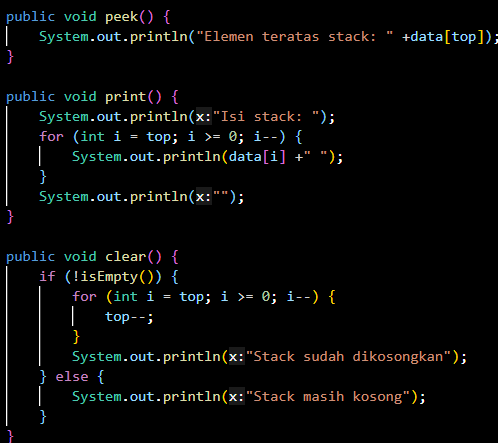 public void peek() {
System.out.println("Elemen teratas stack: " +data[top]);
}
public void print() {
System.out.println(x:"Isi stack: ");
for (int i = top; i >= 0; i--) {
System.out.println(data[i] +" ");
}
System.out.println(x:"");
}
public void clear() {
if (!isEmpty()) {
for (int i = top; i >= 0; i--) {
top--;
}
System.out.println(x:"Stack sudah dikosongkan");
} else {
System.out.println(x:"Stack masih kosong");
}
}